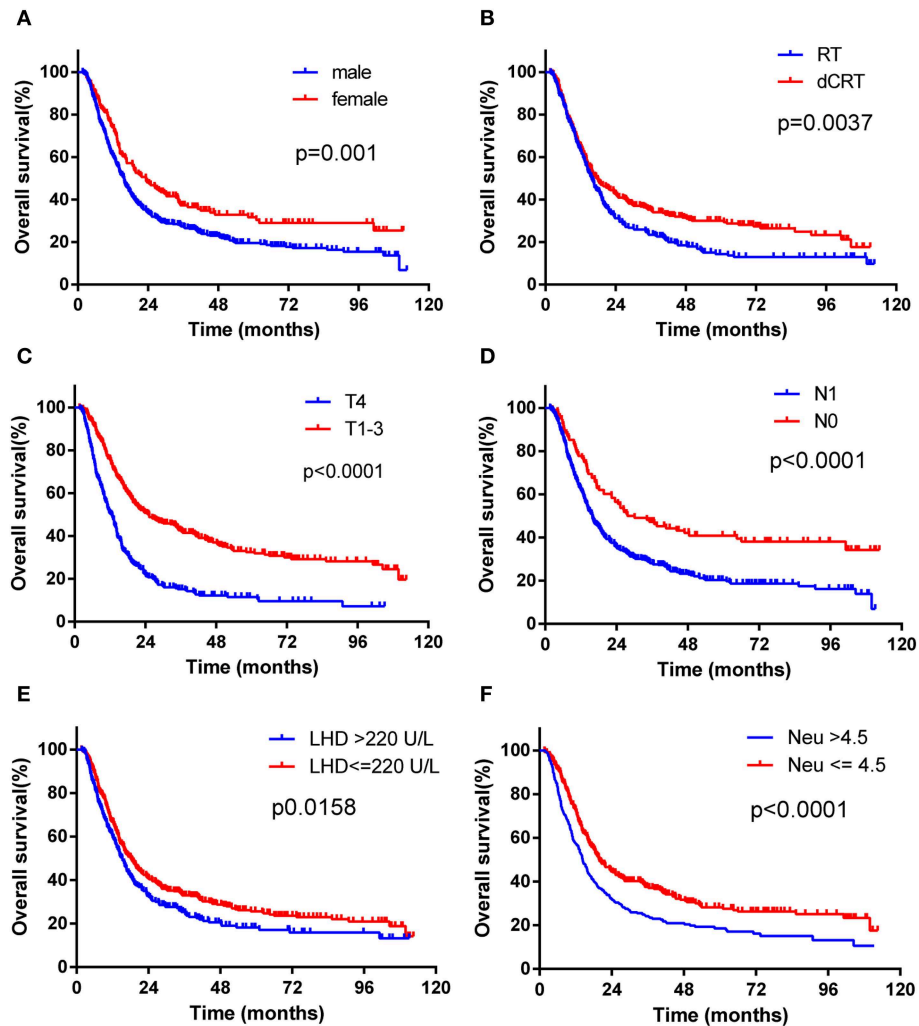 A
Overall survival(%)
100
80
60
40
20
0
male
female
p=0.001
0 24 48 72 96 120
Time (months)
B
Overall survival(%)
100
80
60
40
20
0
RT
dCRT
p=0.0037
0 24 48 72 96 120
Time (months)
C
Overall survival(%)
100
80
60
40
20
0
T4
T1-3
p<0.0001
0 24 48 72 96 120
Time (months)
D
Overall survival(%)
100
80
60
40
20
0
N1
N0
p<0.0001
0 24 48 72 96 120
Time (months)
E
Overall survival(%)
100
80
60
40
20
0
LHD >220 U/L
LHD<=220 U/L
p0.0158
0 24 48 72 96 120
Time (months)
F
Overall survival(%)
100
80
60
40
20
0
Neu >4.5
Neu <= 4.5
p<0.0001
0 24 48 72 96 120
Time (months)